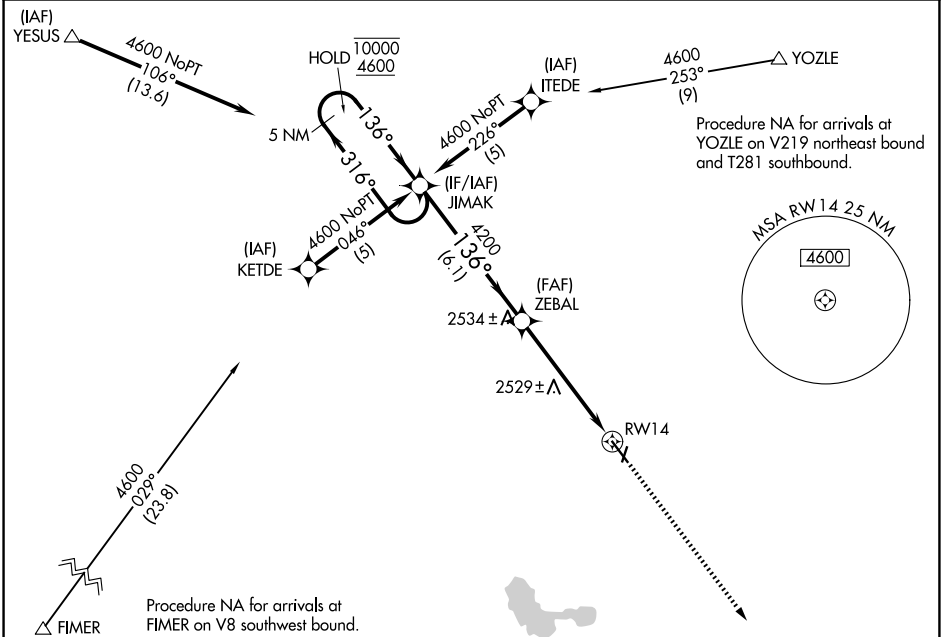 (IAF)
YESUS
4600 NoPT
106°
(13.6)
HOLD
10000
4600
5 NM
136°
316°
(IAF)
ITEDE
4600 NoPT
226°
(5)
4600
253°
(9)
YOZLE
Procedure NA for arrivals at
YOZLE on V219 northeast bound
and T281 southbound.
(IF/IAF)
JIMAK
4600 NoPT
046°
(5)
(IAF)
KETDE
4200
136°
(6.1)
(FAF)
ZEBAL
2534 ±
2529 ±
RW14
MSA RW14 25 NM
4600
4600
029°
(23.8)
FIMER
Procedure NA for arrivals at
FIMER on V8 southwest bound.